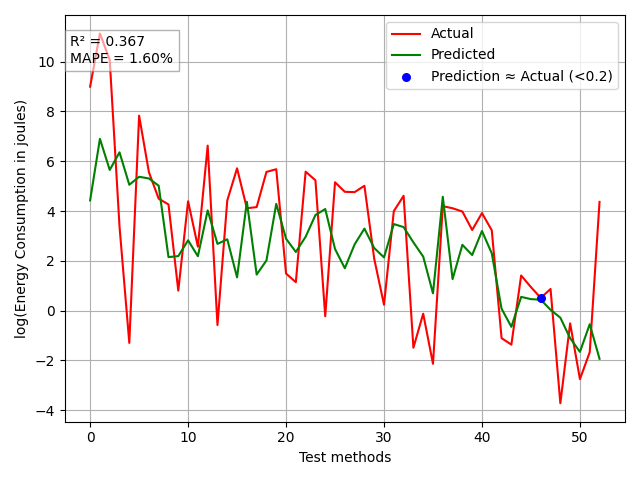 R² = 0.367
MAPE = 1.60%
Actual
Predicted
Prediction ≈ Actual (<0.2)
log(Energy Consumption in joules)
10
8
6
4
2
0
−2
−4
0
10
20
30
40
50
Test methods